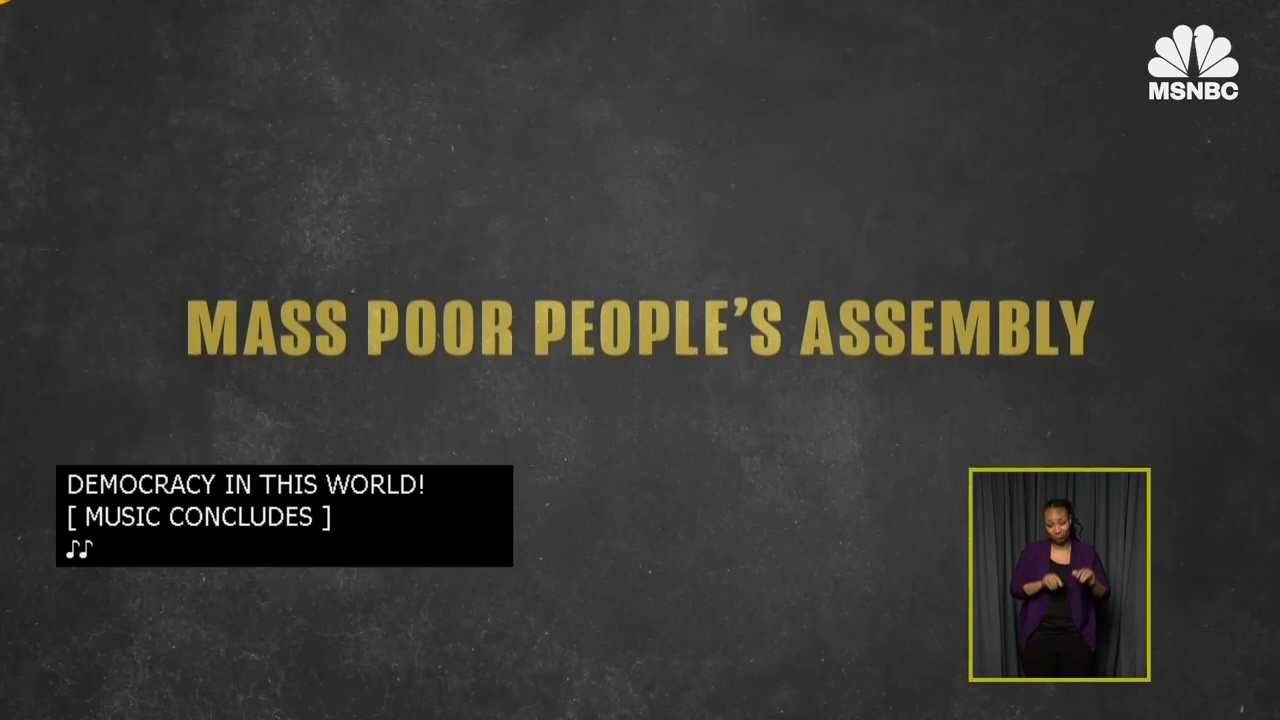 MSNBC
MASS POOR PEOPLE’S ASSEMBLY
DEMOCRACY IN THIS WORLD!
[ MUSIC CONCLUDES ]
♪♪